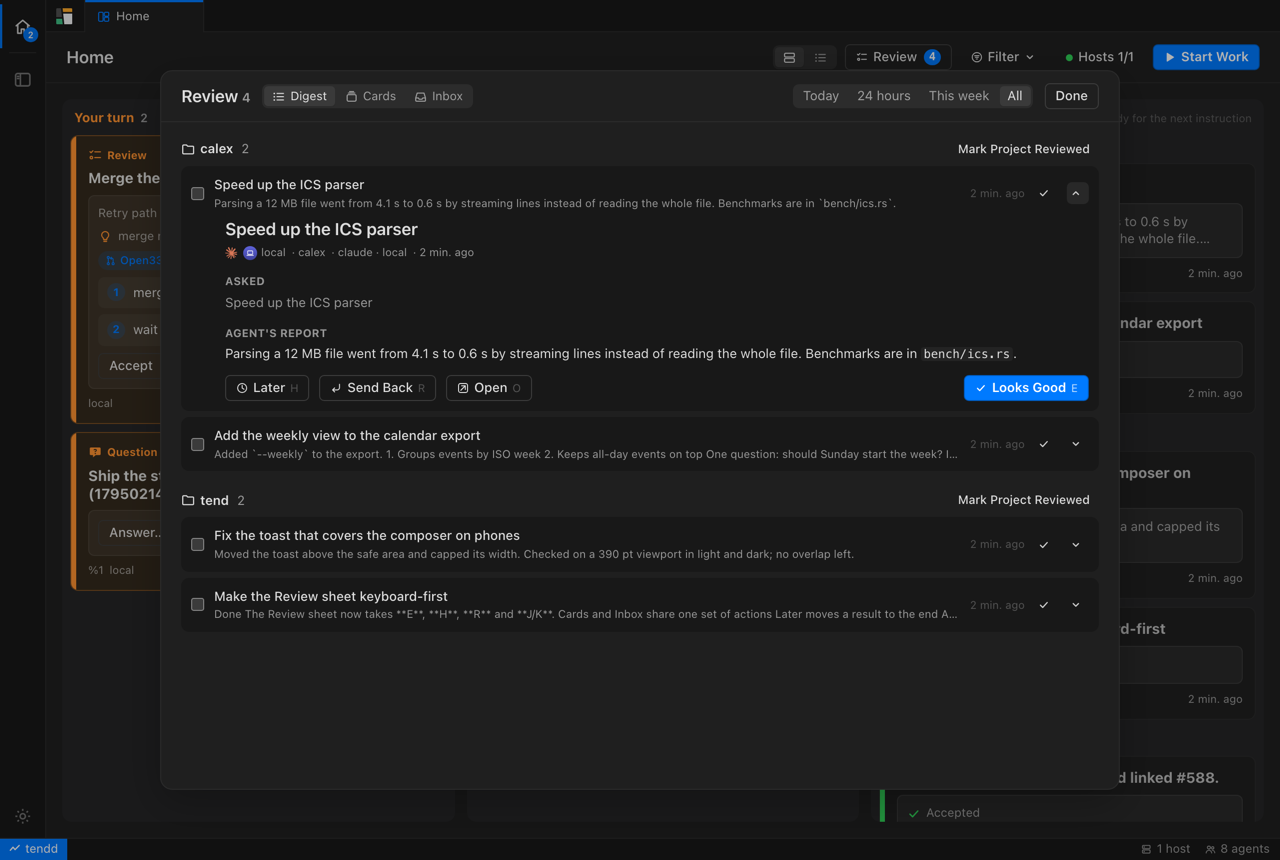 2
Home
Home
Review 4
Filter
Hosts 1/1
Start Work
Review 4
Digest
Cards
Inbox
Today
24 hours
This week
All
Done
Your turn 2
Review
Merge the
Retry path
merge
Open
1 merg
2 wait
Accept
local
Question
Ship the
(17950214
Answer..
%1 local
calex 2
Mark Project Reviewed
Speed up the ICS parser
2 min. ago
Parsing a 12 MB file went from 4.1 s to 0.6 s by streaming lines instead of reading the whole file. Benchmarks are in `bench/ics.rs`.
Speed up the ICS parser
local · calex · claude · local · 2 min. ago
ASKED
Speed up the ICS parser
AGENT'S REPORT
Parsing a 12 MB file went from 4.1 s to 0.6 s by streaming lines instead of reading the whole file. Benchmarks are in bench/ics.rs.
Later H
Send Back R
Open O
Looks Good E
Add the weekly view to the calendar export
2 min. ago
Added `--weekly` to the export. 1. Groups events by ISO week 2. Keeps all-day events on top One question: should Sunday start the week? I...
tend 2
Mark Project Reviewed
Fix the toast that covers the composer on phones
2 min. ago
Moved the toast above the safe area and capped its width. Checked on a 390 pt viewport in light and dark; no overlap left.
Make the Review sheet keyboard-first
2 min. ago
Done The Review sheet now takes **E**, **H**, **R** and **J/K**. Cards and Inbox share one set of actions Later moves a result to the end A...
dy for the next instruction
to 0.6 s by
he whole file....
2 min. ago
ndar export
2 min. ago
mposer on
a and capped its
2 min. ago
rd-first
2 min. ago
d linked #588.
Accepted
tendd
1 host
8 agents